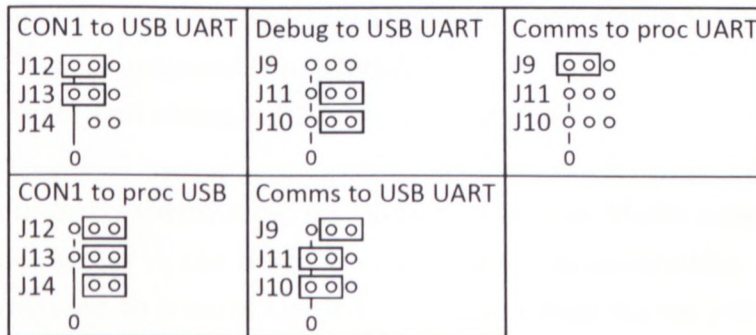 CON1 to USB UART
J12
J13
J14
0
Debug to USB UART
J9
J11
J10
0
Comms to proc UART
J9
J11
J10
0
CON1 to proc USB
J12
J13
J14
0
Comms to USB UART
J9
J11
J10
0